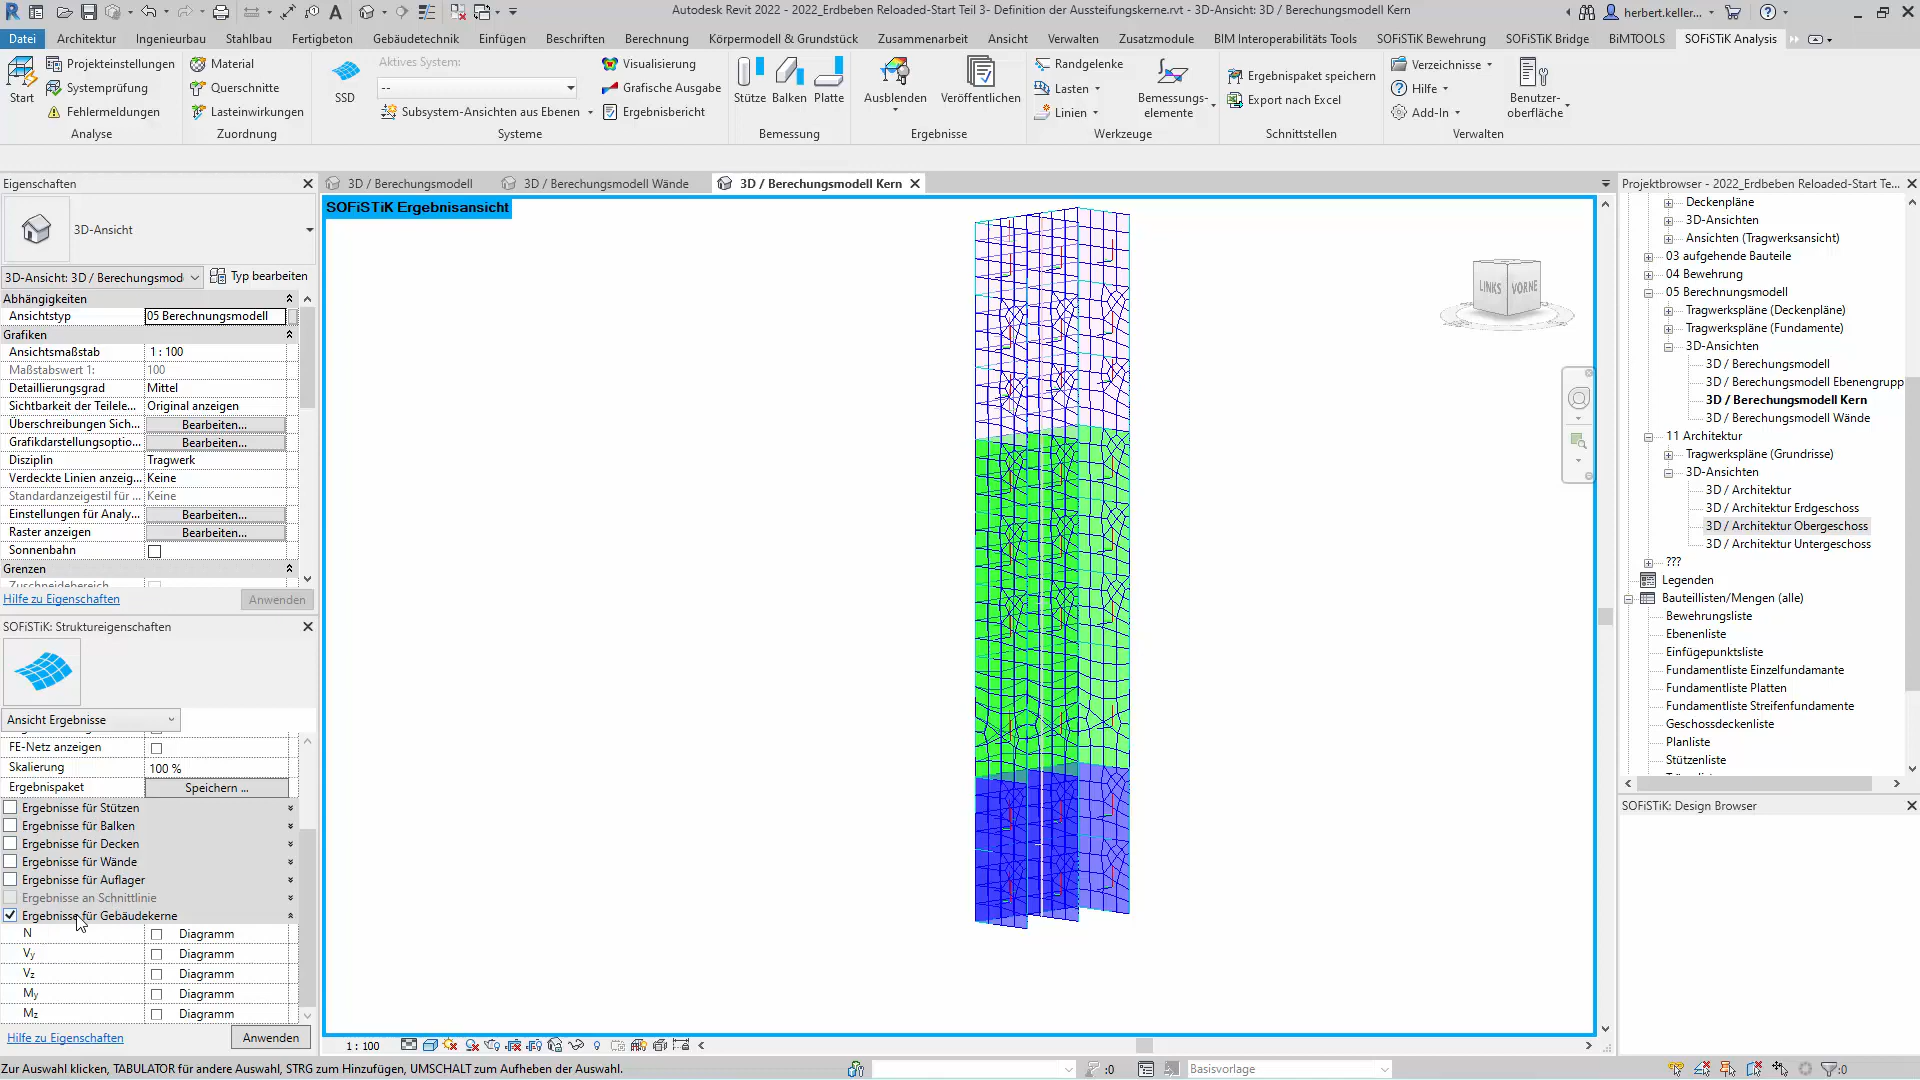 Autodesk Revit 2022 - 2022_Erdbeben Reloaded-Start Teil 3- Definition der Aussteifungskerne.rvt - 3D-Ansicht: 3D / Berechungsmodell Kern
herbert.keller...
Datei Architektur Ingenieurbau Stahlbau Fertigbeton Gebäudetechnik Einfügen Beschriften Berechnung Körpermodell & Grundstück Zusammenarbeit Ansicht Verwalten Zusatzmodule BIM Interoperabilitäts Tools SOFiSTiK Bewehrung SOFiSTiK Bridge BiMTOOLS SOFiSTiK Analysis
Start
Projekteinstellungen
Systemprüfung
Fehlermeldungen
Analyse
Material
Querschnitte
Lasteinwirkungen
Zuordnung
SSD
Aktives System:
--
Subsystem-Ansichten aus Ebenen
Visualisierung
Grafische Ausgabe
Ergebnisbericht
Systeme
Stütze Balken Platte
Bemessung
Ausblenden Veröffentlichen
Ergebnisse
Randgelenke
Lasten
Linien
Bemessungs-
elemente
Werkzeuge
Ergebnispaket speichern
Export nach Excel
Schnittstellen
Verzeichnisse
Hilfe
Add-In
Benutzer-
oberfläche
Verwalten
Eigenschaften
3D-Ansicht
3D-Ansicht: 3D / Berechungsmod Typ bearbeiten
Abhängigkeiten
Ansichtstyp 05 Berechnungsmodell
Grafiken
Ansichtsmaßstab 1 : 100
Maßstabswert 1: 100
Detaillierungsgrad Mittel
Sichtbarkeit der Teilele... Original anzeigen
Überschreibungen Sich... Bearbeiten...
Grafikdarstellungsoptio... Bearbeiten...
Disziplin Tragwerk
Verdeckte Linien anzeig... Keine
Standardanzeigestil für ... Keine
Einstellungen für Analy... Bearbeiten...
Raster anzeigen Bearbeiten...
Sonnenbahn
Grenzen
Zuschneidebereich
Hilfe zu Eigenschaften Anwenden
SOFiSTiK: Struktureigenschaften
Ansicht Ergebnisse
FE-Netz anzeigen
Skalierung 100 %
Ergebnispaket Speichern ...
Ergebnisse für Stützen
Ergebnisse für Balken
Ergebnisse für Decken
Ergebnisse für Wände
Ergebnisse für Auflager
Ergebnisse an Schnittlinie
Ergebnisse für Gebäudekerne
N Diagramm
Vy Diagramm
Vz Diagramm
My Diagramm
Mz Diagramm
Hilfe zu Eigenschaften Anwenden
3D / Berechungsmodell 3D / Berechungsmodell Wände 3D / Berechungsmodell Kern
SOFiSTiK Ergebnisansicht
LINKS VORNE
1 : 100
Projektbrowser - 2022_Erdbeben Reloaded-Start Te...
Deckenpläne
3D-Ansichten
Ansichten (Tragwerksansicht)
03 aufgehende Bauteile
04 Bewehrung
05 Berechnungsmodell
Tragwerkspläne (Deckenpläne)
Tragwerkspläne (Fundamente)
3D-Ansichten
3D / Berechungsmodell
3D / Berechungsmodell Ebenengrupp
3D / Berechungsmodell Kern
3D / Berechungsmodell Wände
11 Architektur
Tragwerkspläne (Grundrisse)
3D-Ansichten
3D / Architektur
3D / Architektur Erdgeschoss
3D / Architektur Obergeschoss
3D / Architektur Untergeschoss
???
Legenden
Bauteillisten/Mengen (alle)
Bewehrungsliste
Ebenenliste
Einfügepunktsliste
Fundamentliste Einzelfundamante
Fundamentliste Platten
Fundamentliste Streifenfundamente
Geschossdeckenliste
Planliste
Stützenliste
SOFiSTiK: Design Browser
Zur Auswahl klicken, TABULATOR für andere Auswahl, STRG zum Hinzufügen, UMSCHALT zum Aufheben der Auswahl.
:0
Basisvorlage
:0